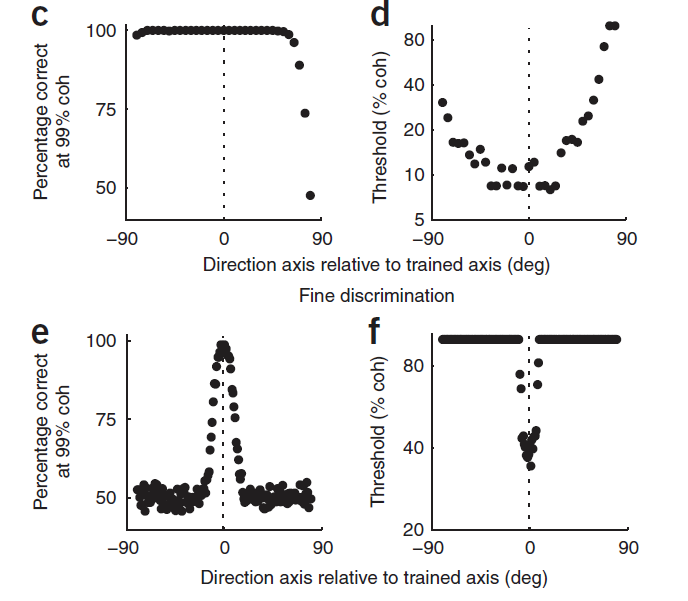 c
Percentage correct
at 99% coh
100
75
50
–90
0
90
d
Threshold (% coh)
80
40
20
10
5
–90
0
90
Direction axis relative to trained axis (deg)
Fine discrimination
e
Percentage correct
at 99% coh
100
75
50
–90
0
90
f
Threshold (% coh)
80
40
20
–90
0
90
Direction axis relative to trained axis (deg)